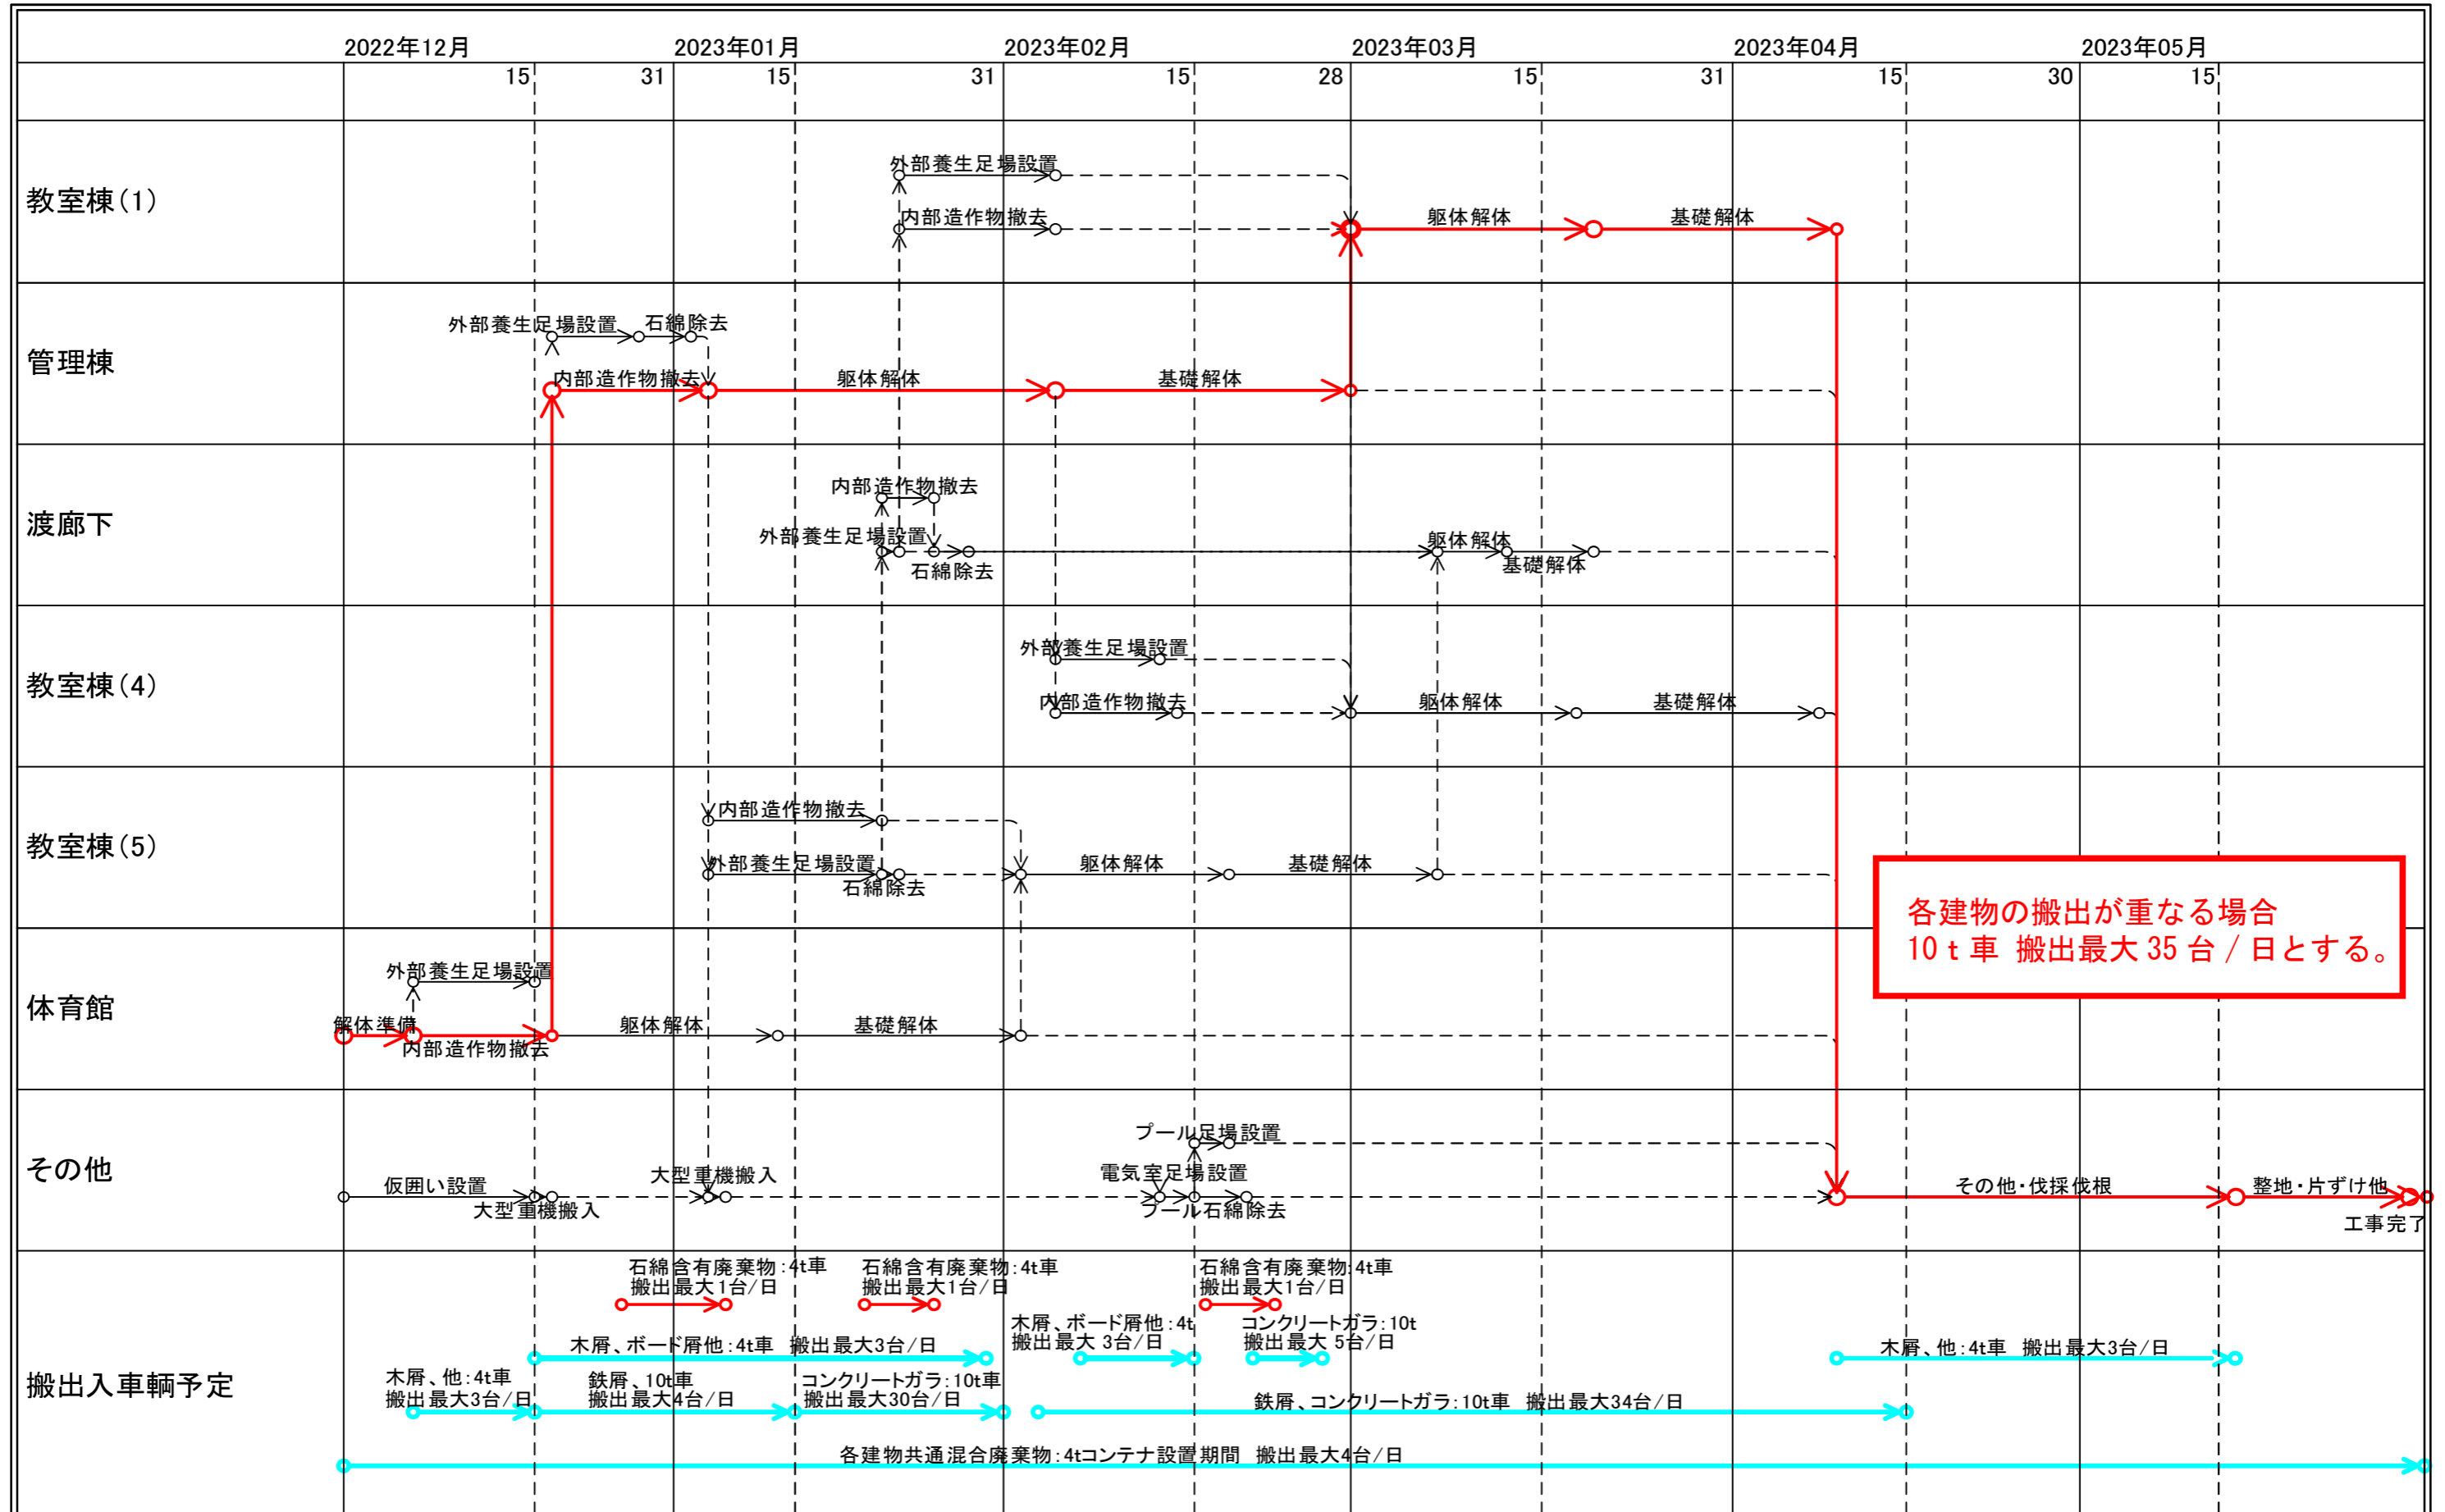 2022年12月
2023年01月
2023年02月
2023年03月
2023年04月
2023年05月
15
31
15
31
15
28
15
31
15
30
15
教室棟(1)
外部養生足場設置
内部造作物撤去
躯体解体
基礎解体
管理棟
外部養生足場設置
石綿除去
内部造作物撤去
躯体解体
基礎解体
渡廊下
内部造作物撤去
外部養生足場設置
石綿除去
躯体解体
基礎解体
教室棟(4)
外部養生足場設置
内部造作物撤去
躯体解体
基礎解体
教室棟(5)
内部造作物撤去
外部養生足場設置
石綿除去
躯体解体
基礎解体
各建物の搬出が重なる場合
10t車 搬出最大35台/日とする。
体育館
外部養生足場設置
解体準備
内部造作物撤去
躯体解体
基礎解体
その他
プール足場設置
仮囲い設置
大型重機搬入
大型重機搬入
電気室足場設置
プール石綿除去
その他・伐採伐根
整地・片ずけ他
工事完了
搬出入車輌予定
石綿含有廃棄物:4t車
搬出最大1台/日
石綿含有廃棄物:4t車
搬出最大1台/日
石綿含有廃棄物:4t車
搬出最大1台/日
木屑、ボード屑他:4t車 搬出最大3台/日
木屑、ボード屑他:4t
搬出最大 3台/日
コンクリートガラ:10t
搬出最大 5台/日
木屑、他:4t車 搬出最大3台/日
木屑、他:4t車
搬出最大3台/日
鉄屑、10t車
搬出最大4台/日
コンクリートガラ:10t車
搬出最大30台/日
鉄屑、コンクリートガラ:10t車 搬出最大34台/日
各建物共通混合廃棄物:4tコンテナ設置期間 搬出最大4台/日